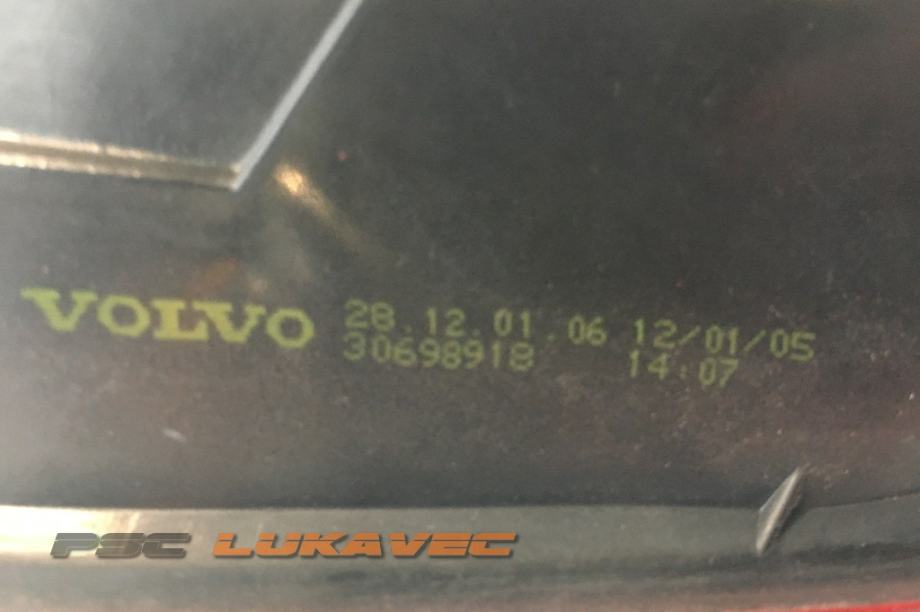 VOLVO 28.12.01.06 12/01/05
30698918 14:07
PSC LUKAVEC